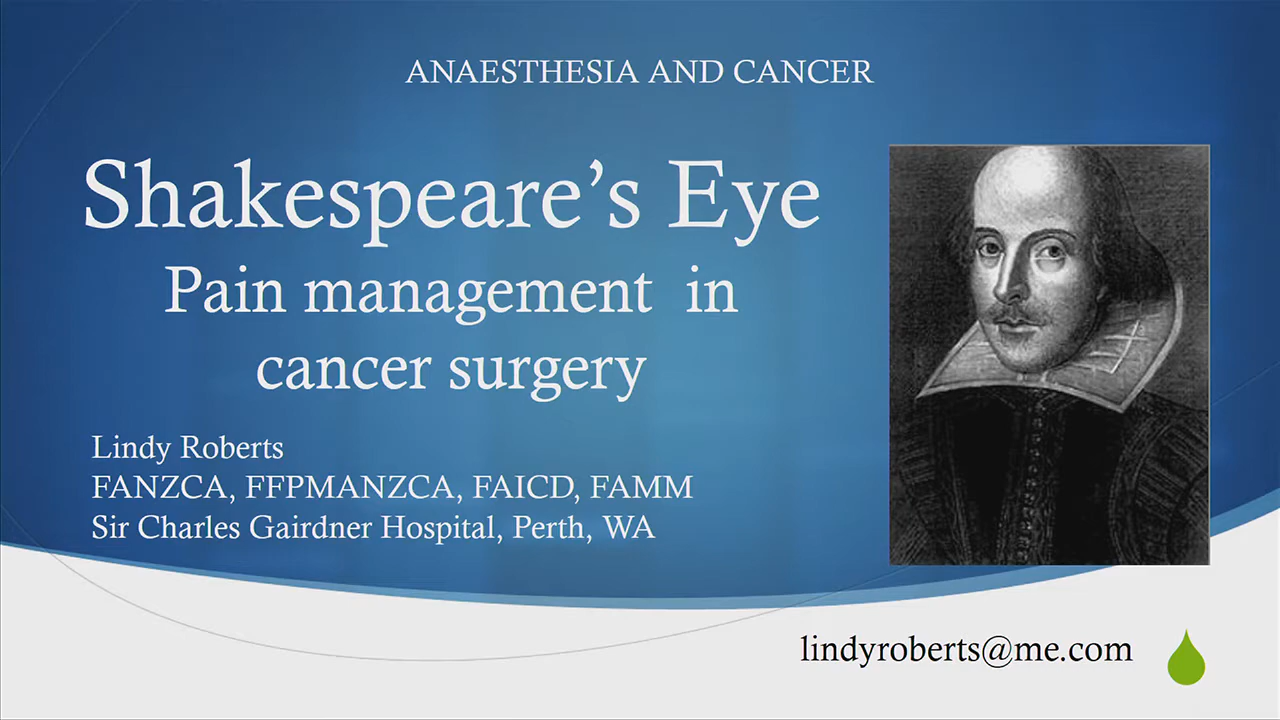 ANAESTHESIA AND CANCER
Shakespeare’s Eye
Pain management in
cancer surgery
Lindy Roberts
FANZCA, FFPMANZCA, FAICD, FAMM
Sir Charles Gairdner Hospital, Perth, WA
lindyroberts@me.com